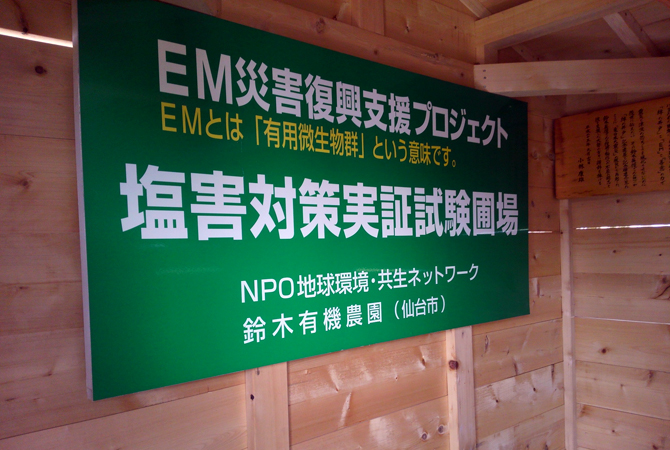 EM災害復興支援プロジェクト
EMとは「有用微生物群」という意味です。
塩害対策実証試験圃場
NPO地球環境・共生ネットワーク
鈴木有機農園(仙台市)